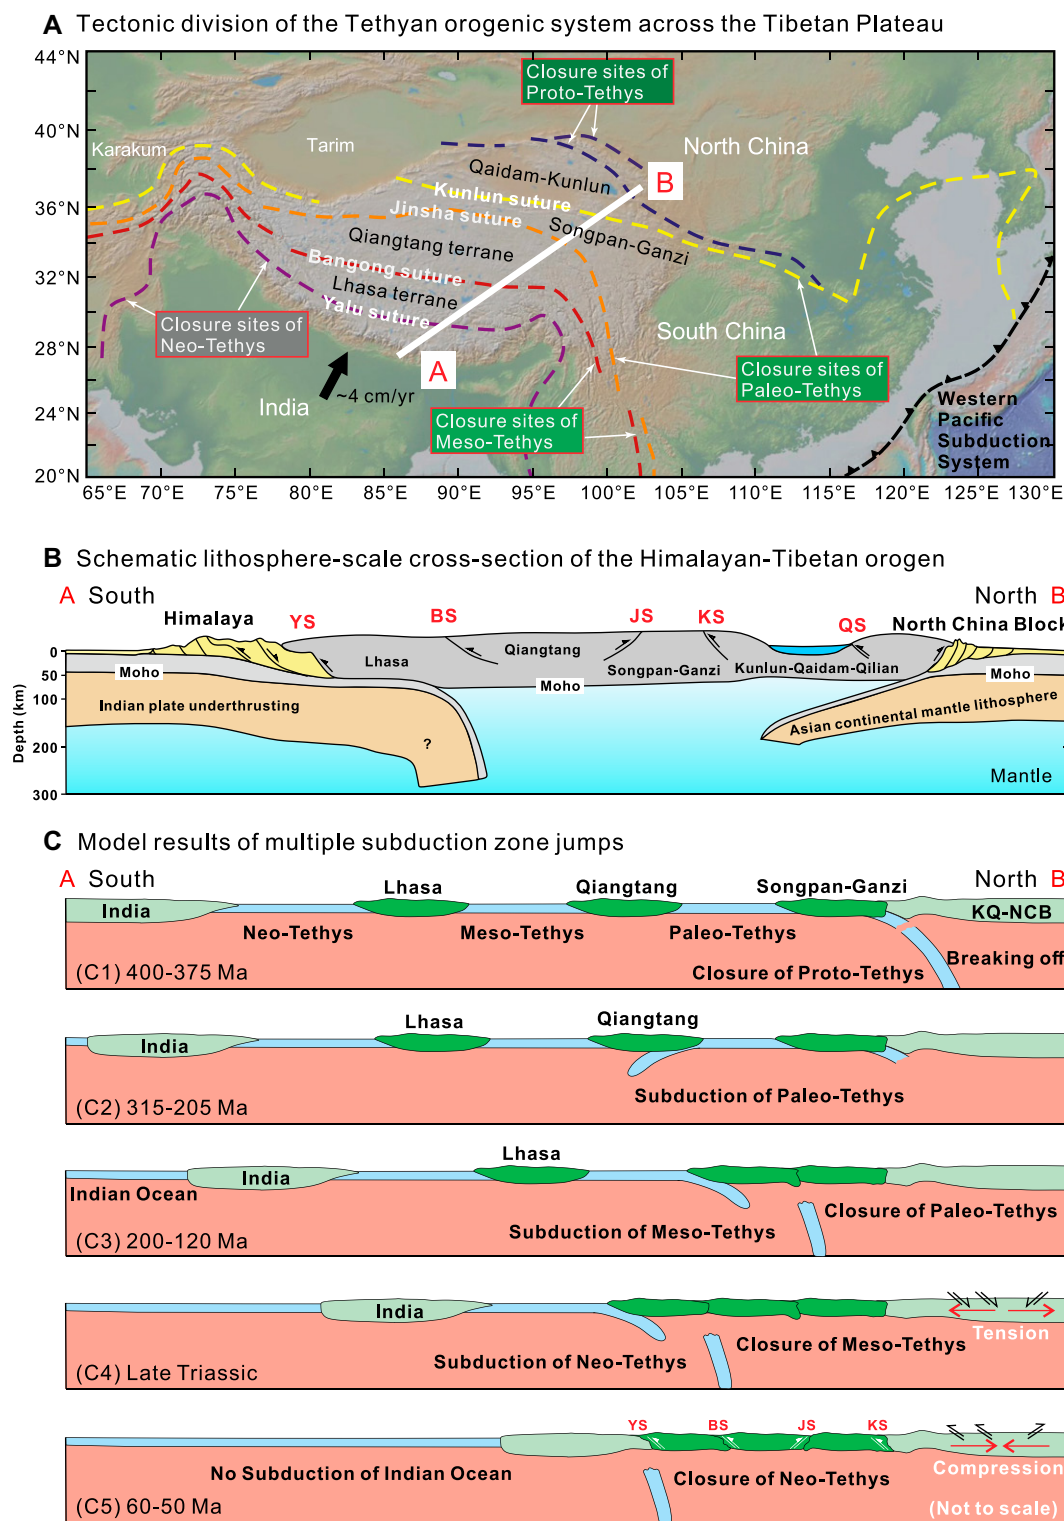 A Tectonic division of the Tethyan orogenic system across the Tibetan Plateau
44°N
40°N
36°N
32°N
28°N
24°N
20°N
65°E 70°E 75°E 80°E 85°E 90°E 95°E 100°E 105°E 110°E 115°E 120°E 125°E 130°E
Closure sites of
Proto-Tethys
Karakum
Tarim
North China
Qaidam-Kunlun
B
Kunlun suture
Jinsha suture
Songpan-Ganzi
Qiangtang terrane
Bangong suture
Lhasa terrane
Yalu suture
Closure sites of
Neo-Tethys
South China
A
~4 cm/yr
India
Closure sites of
Paleo-Tethys
Closure sites of
Meso-Tethys
Western
Pacific
Subduction
System
B Schematic lithosphere-scale cross-section of the Himalayan-Tibetan orogen
A South
North B
Himalaya
YS
BS
JS
KS
QS
North China Block
Depth (km)
0
50
100
200
300
Moho
Lhasa
Qiangtang
Songpan-Ganzi
Kunlun-Qaidam-Qilian
Moho
Moho
Indian plate underthrusting
?
Asian continental mantle lithosphere
Mantle
C Model results of multiple subduction zone jumps
A South
North B
Lhasa
Qiangtang
Songpan-Ganzi
India
KQ-NCB
Neo-Tethys
Meso-Tethys
Paleo-Tethys
Closure of Proto-Tethys
Breaking off
(C1) 400-375 Ma
Lhasa
Qiangtang
India
Subduction of Paleo-Tethys
(C2) 315-205 Ma
Lhasa
India
Indian Ocean
Subduction of Meso-Tethys
Closure of Paleo-Tethys
(C3) 200-120 Ma
India
Tension
Subduction of Neo-Tethys
Closure of Meso-Tethys
(C4) Late Triassic
YS
BS
JS
KS
No Subduction of Indian Ocean
Closure of Neo-Tethys
Compression
(C5) 60-50 Ma
(Not to scale)